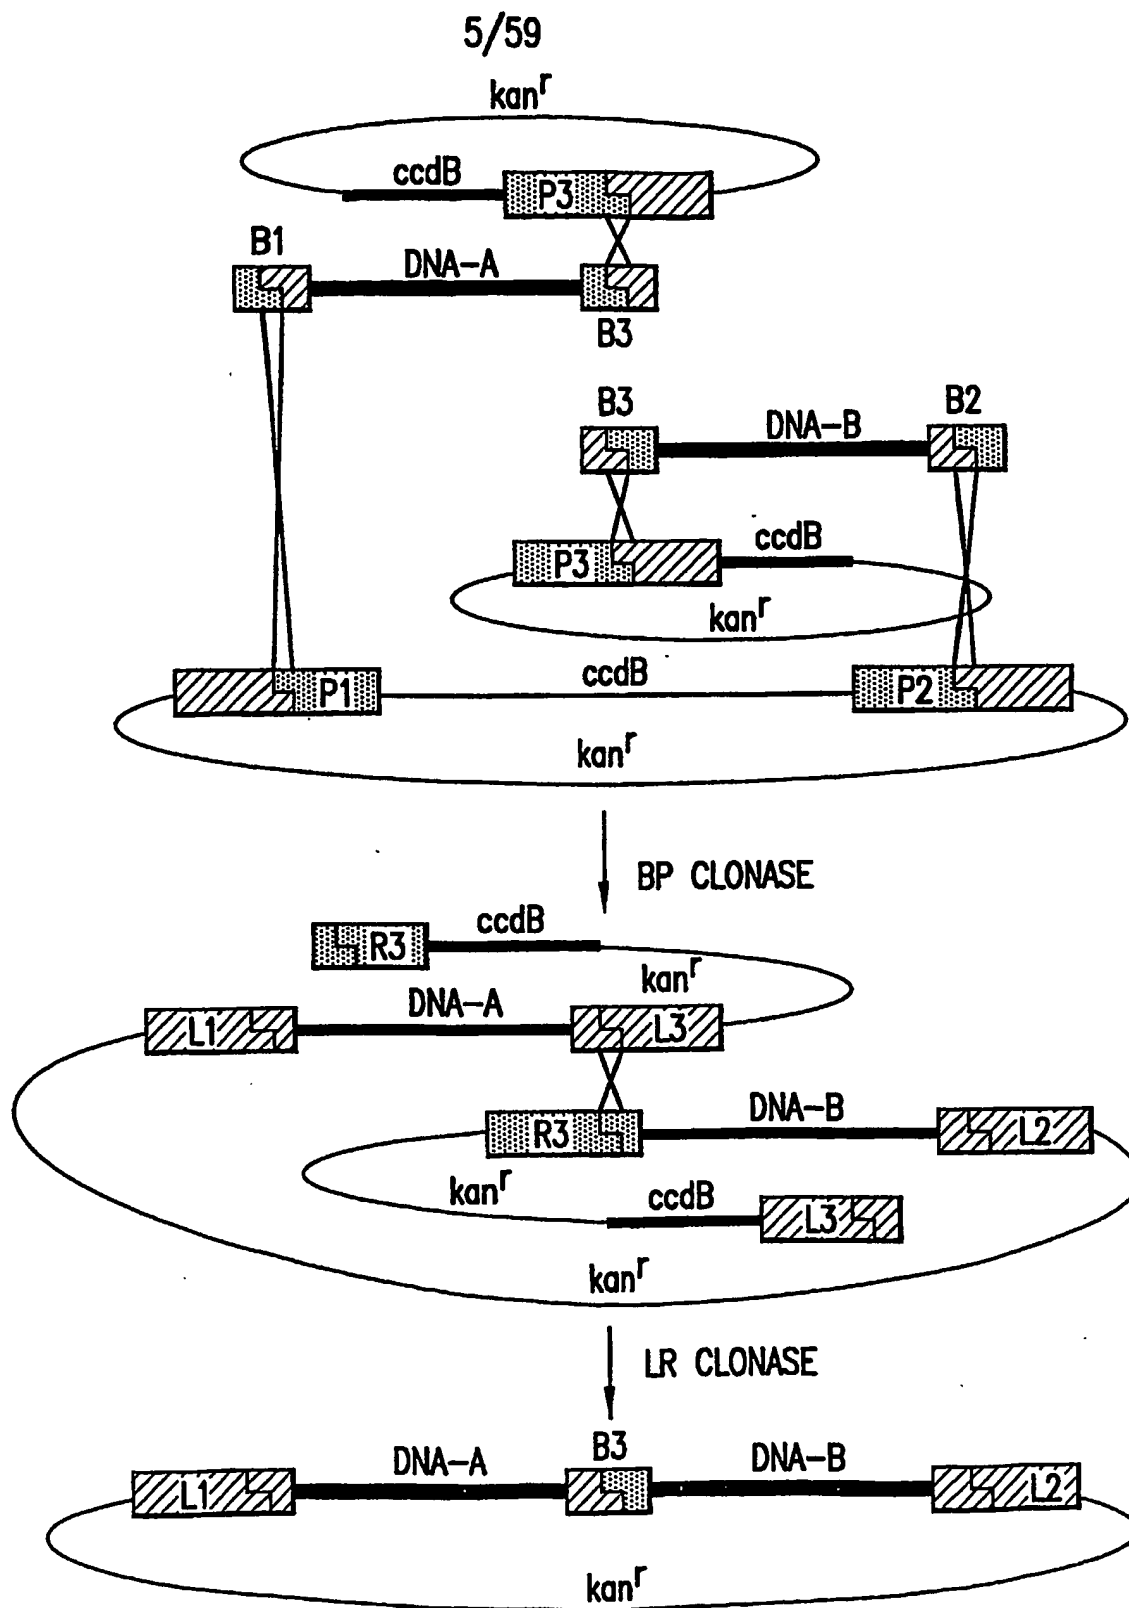 5/59
kanʳ
ccdB
P3
B1
DNA-A
B3
B3
DNA-B
B2
P3
ccdB
kanʳ
P1
ccdB
P2
kanʳ
BP CLONASE
R3
ccdB
kanʳ
L1
DNA-A
L3
R3
DNA-B
L2
kanʳ
ccdB
L3
kanʳ
LR CLONASE
L1
DNA-A
B3
DNA-B
L2
kanʳ